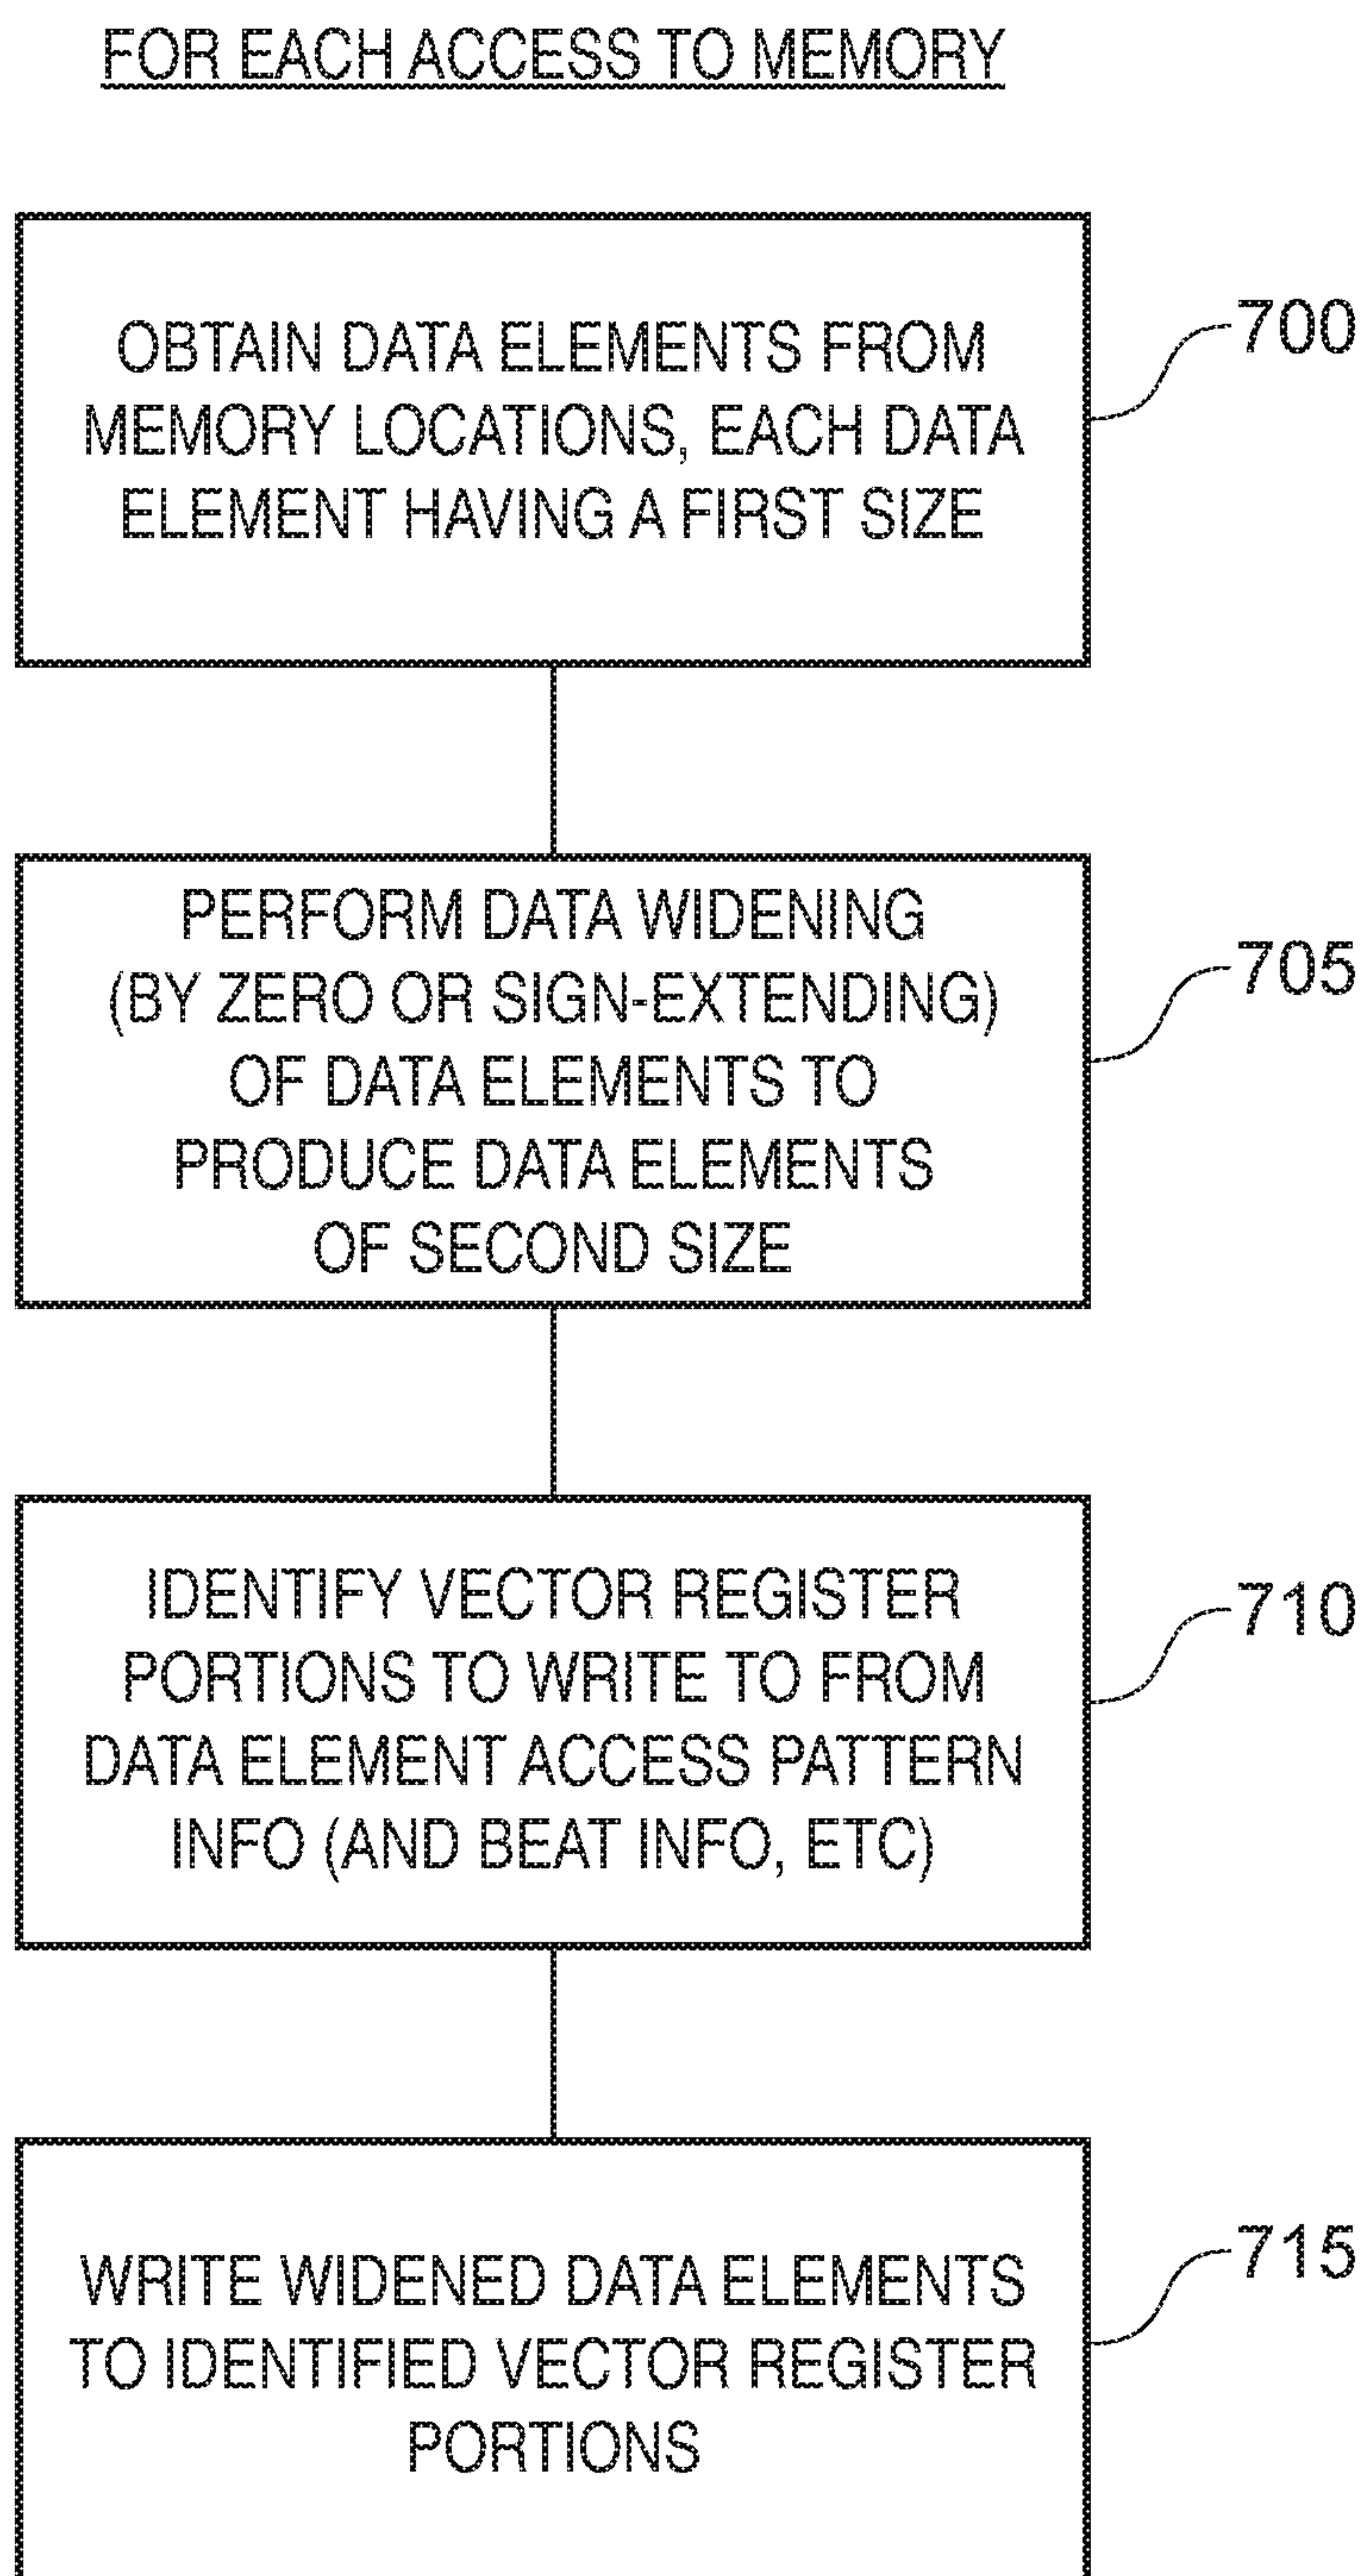 FOR EACH ACCESS TO MEMORY
OBTAIN DATA ELEMENTS FROM
MEMORY LOCATIONS, EACH DATA
ELEMENT HAVING A FIRST SIZE
700
PERFORM DATA WIDENING
(BY ZERO OR SIGN-EXTENDING)
OF DATA ELEMENTS TO
PRODUCE DATA ELEMENTS
OF SECOND SIZE
705
IDENTIFY VECTOR REGISTER
PORTIONS TO WRITE TO FROM
DATA ELEMENT ACCESS PATTERN
INFO (AND BEAT INFO, ETC)
710
WRITE WIDENED DATA ELEMENTS
TO IDENTIFIED VECTOR REGISTER
PORTIONS
715